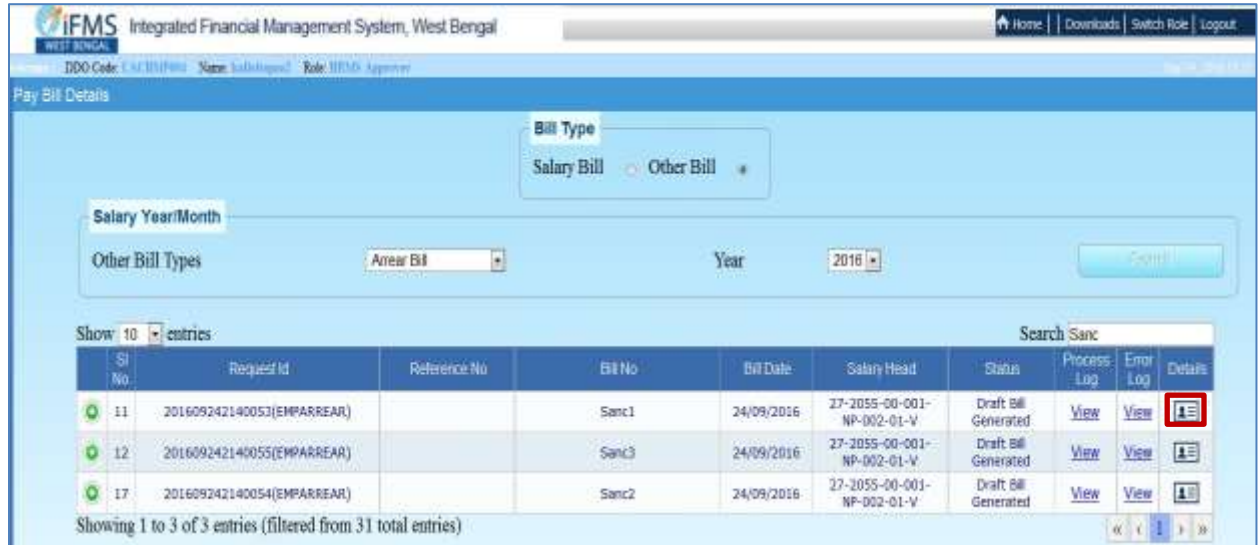 iFMS Integrated Financial Management System, West Bengal
WEST BENGAL
Home | Downloads | Switch Role | Logout
DDO Code: Name: Role: HRMS Approver
Pay Bill Details
Bill Type
Salary Bill Other Bill
Salary Year/Month
Other Bill Types Arrear Bill Year 2016
Show 10 entries Search Sanc
Sl No. Request Id Reference No Bill No Bill Date Salary Head Status Process Log Error Log Details
11 201609242140053(EMPARREAR) Sanc1 24/09/2016 27-2055-00-001-NP-002-01-V Draft Bill Generated View View
12 201609242140055(EMPARREAR) Sanc3 24/09/2016 27-2055-00-001-NP-002-01-V Draft Bill Generated View View
17 201609242140054(EMPARREAR) Sanc2 24/09/2016 27-2055-00-001-NP-002-01-V Draft Bill Generated View View
Showing 1 to 3 of 3 entries (filtered from 31 total entries) « ‹ 1 › »